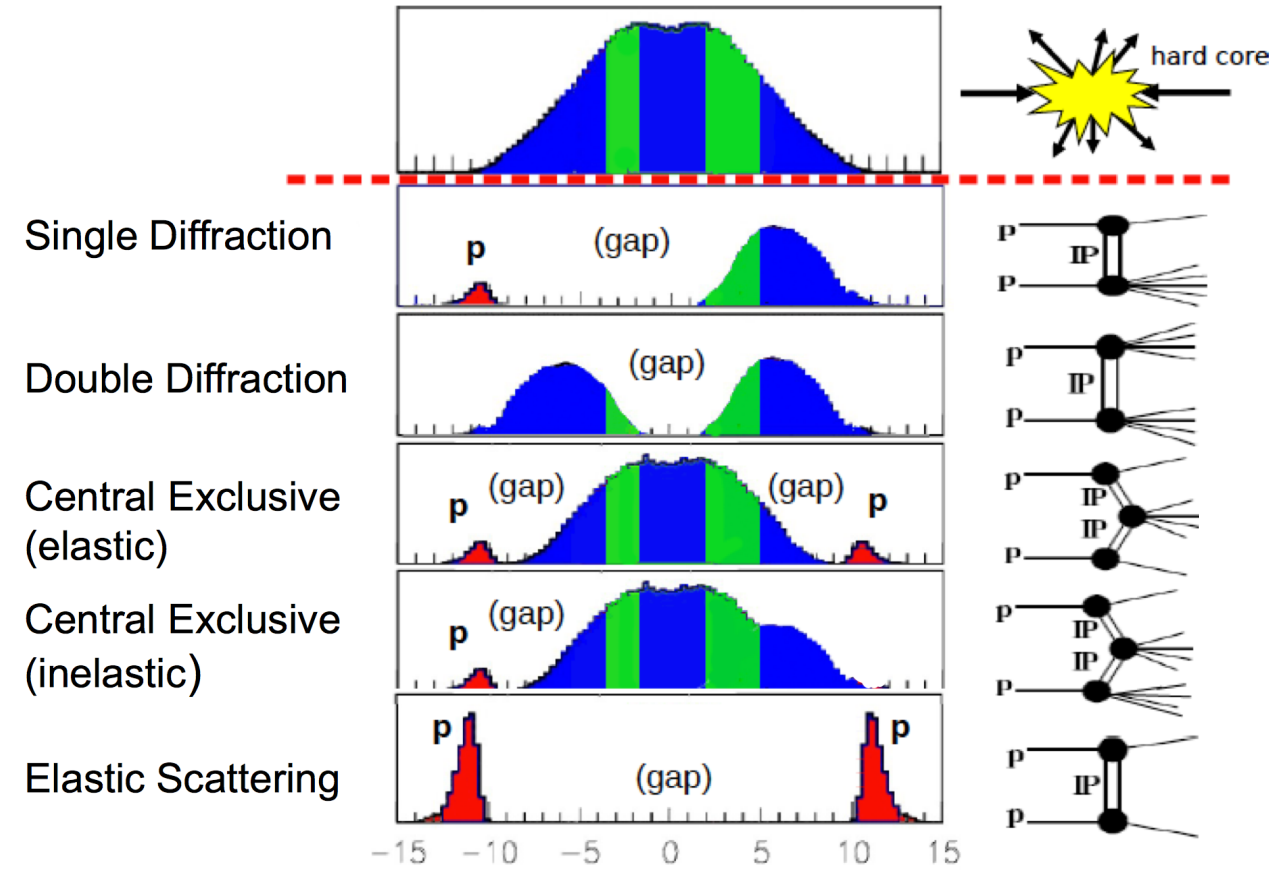 hard core
Single Diffraction
p
(gap)
P
IP
P
Double Diffraction
(gap)
p
IP
p
Central Exclusive
(elastic)
p
(gap)
(gap)
p
p
IP
IP
p
Central Exclusive
(inelastic)
p
(gap)
p
IP
IP
p
Elastic Scattering
p
(gap)
p
p
IP
p
-15 -10 -5 0 5 10 15